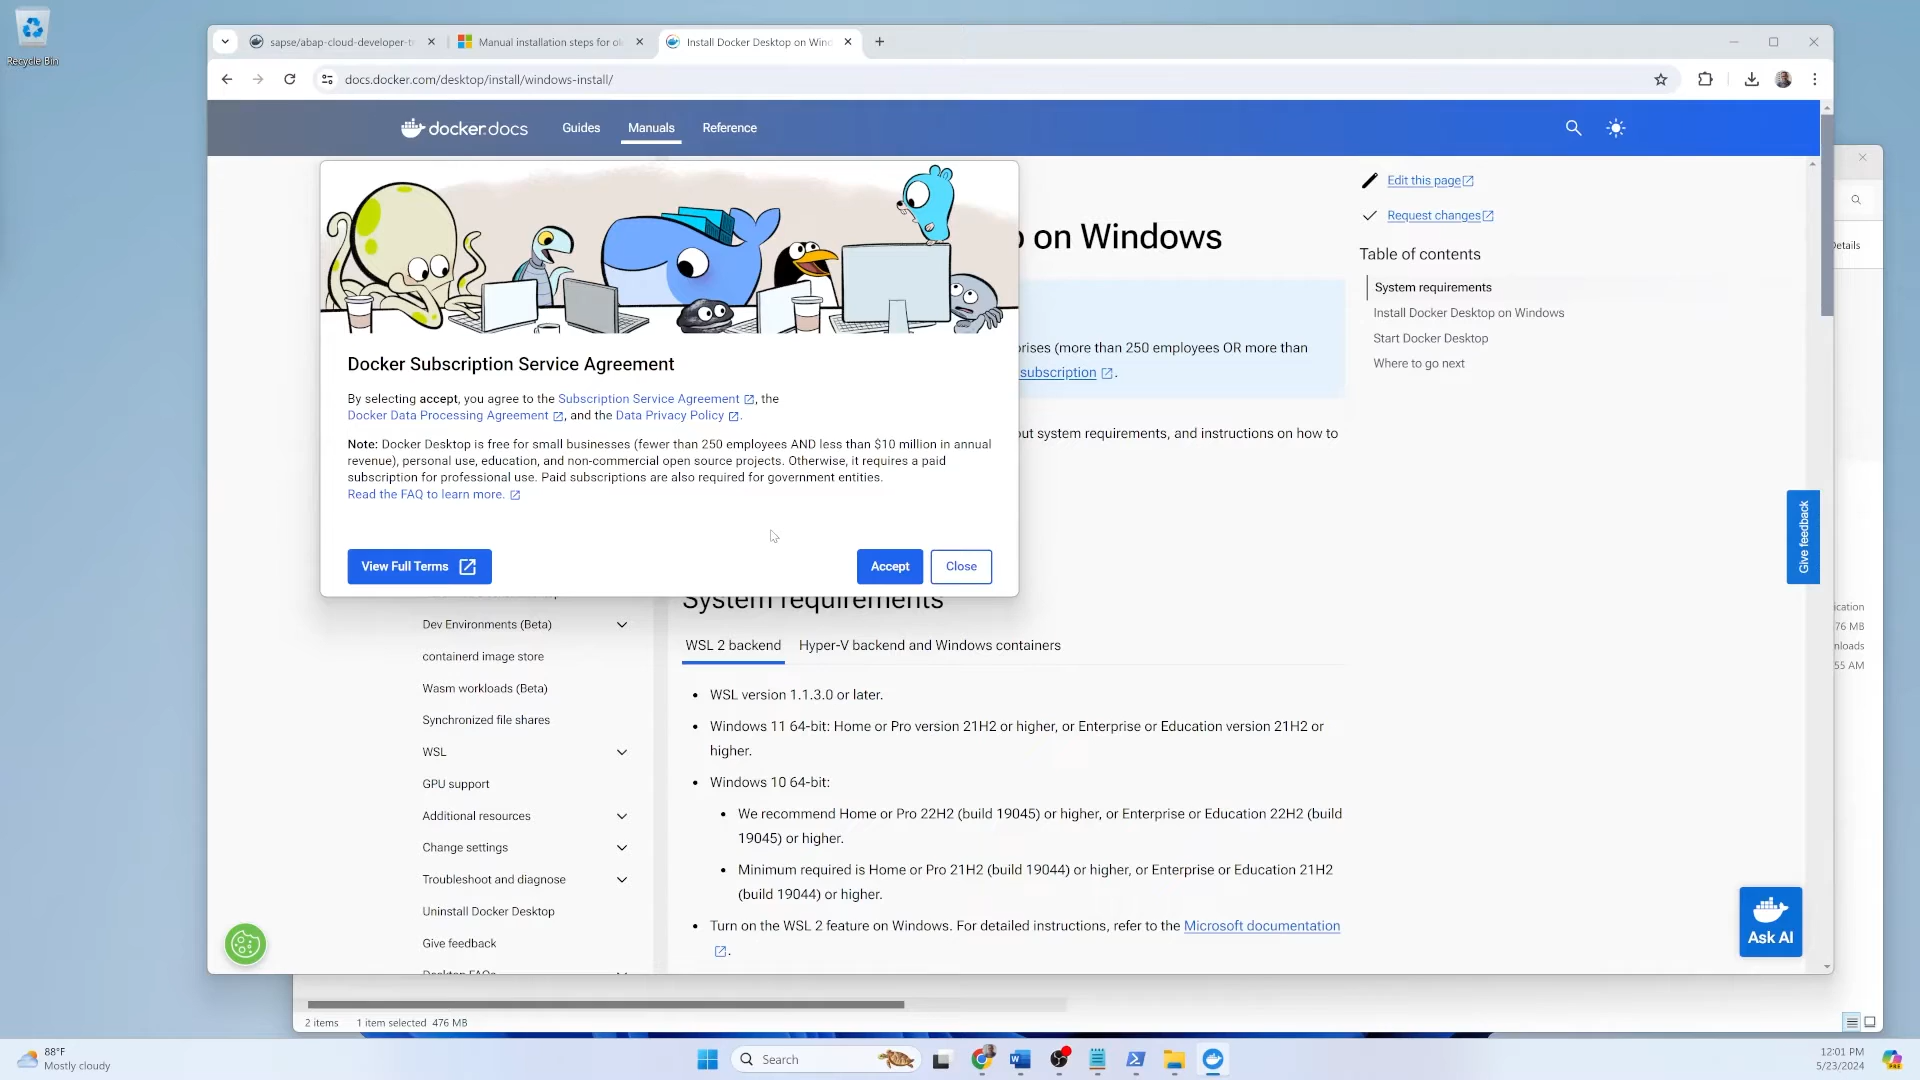 Recycle Bin
sapse/abap-cloud-developer-tr
Manual installation steps for ol
Install Docker Desktop on Winc
docs.docker.com/desktop/install/windows-install/
docker.docs
Guides
Manuals
Reference
Edit this page
Request changes
on Windows
Table of contents
System requirements
Install Docker Desktop on Windows
Start Docker Desktop
Where to go next
etails
rises (more than 250 employees OR more than
subscription .
Docker Subscription Service Agreement
By selecting accept, you agree to the Subscription Service Agreement , the
Docker Data Processing Agreement , and the Data Privacy Policy .
Note: Docker Desktop is free for small businesses (fewer than 250 employees AND less than $10 million in annual
revenue), personal use, education, and non-commercial open source projects. Otherwise, it requires a paid
subscription for professional use. Paid subscriptions are also required for government entities.
Read the FAQ to learn more.
View Full Terms
Accept
Close
out system requirements, and instructions on how to
Give feedback
System requirements
Dev Environments (Beta)
containerd image store
Wasm workloads (Beta)
Synchronized file shares
WSL
GPU support
Additional resources
Change settings
Troubleshoot and diagnose
Uninstall Docker Desktop
Give feedback
Desktop FAQs
WSL 2 backend
Hyper-V backend and Windows containers
WSL version 1.1.3.0 or later.
Windows 11 64-bit: Home or Pro version 21H2 or higher, or Enterprise or Education version 21H2 or
higher.
Windows 10 64-bit:
We recommend Home or Pro 22H2 (build 19045) or higher, or Enterprise or Education 22H2 (build
19045) or higher.
Minimum required is Home or Pro 21H2 (build 19044) or higher, or Enterprise or Education 21H2
(build 19044) or higher.
Turn on the WSL 2 feature on Windows. For detailed instructions, refer to the Microsoft documentation
.
Ask AI
ication
76 MB
nloads
55 AM
2 items
1 item selected 476 MB
88°F
Mostly cloudy
Search
12:01 PM
5/23/2024